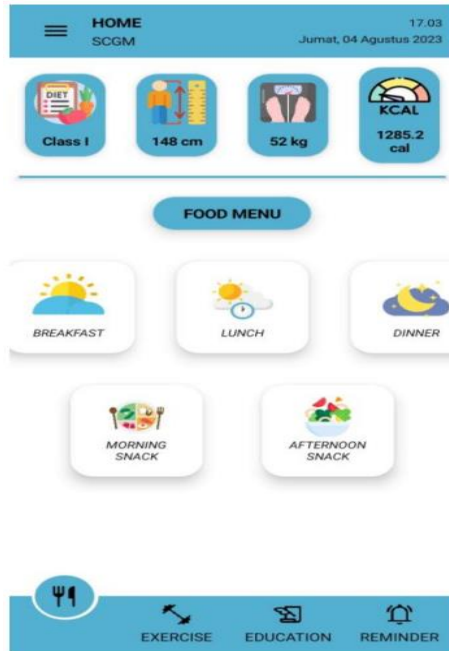 HOME
17.03
SCGM
Jumat, 04 Agustus 2023
DIET
Class I
148 cm
52 kg
KCAL
1285.2
cal
FOOD MENU
BREAKFAST
LUNCH
DINNER
MORNING
SNACK
AFTERNOON
SNACK
EXERCISE
EDUCATION
REMINDER